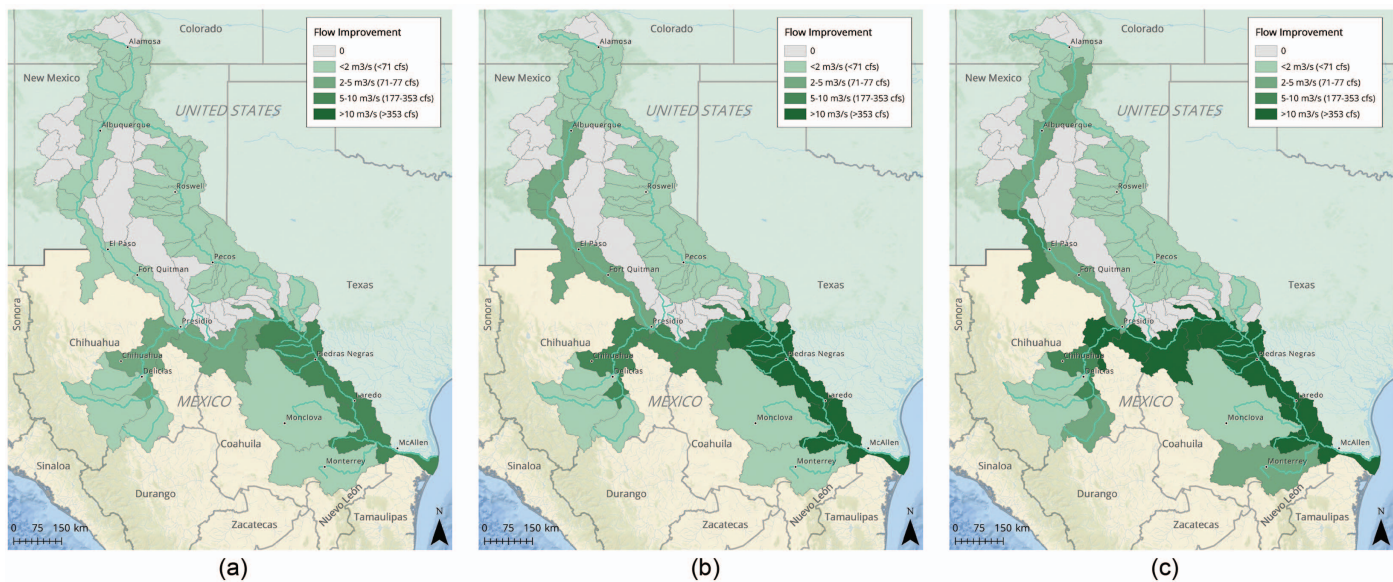 Flow Improvement
0
<2 m3/s (<71 cfs)
2-5 m3/s (71-77 cfs)
5-10 m3/s (177-353 cfs)
>10 m3/s (>353 cfs)
Colorado
Alamosa
New Mexico
UNITED STATES
Albuquerque
Roswell
El Paso
Pecos
Fort Quitman
Texas
Sonora
Presidio
Chihuahua
Chihuahua
Piedras Negras
Delicias
MÉXICO
Laredo
Monclova
Coahuila
McAllen
Sinaloa
Monterrey
Durango
Nuevo León
Zacatecas
Tamaulipas
0 75 150 km
N
(a)
Flow Improvement
0
<2 m3/s (<71 cfs)
2-5 m3/s (71-77 cfs)
5-10 m3/s (177-353 cfs)
>10 m3/s (>353 cfs)
Colorado
Alamosa
New Mexico
UNITED STATES
Albuquerque
Roswell
El Paso
Pecos
Fort Quitman
Texas
Sonora
Presidio
Chihuahua
Chihuahua
Piedras Negras
Delicias
MÉXICO
Laredo
Monclova
Coahuila
McAllen
Sinaloa
Monterrey
Durango
Nuevo León
Zacatecas
Tamaulipas
0 75 150 km
N
(b)
Flow Improvement
0
<2 m3/s (<71 cfs)
2-5 m3/s (71-77 cfs)
5-10 m3/s (177-353 cfs)
>10 m3/s (>353 cfs)
Colorado
Alamosa
New Mexico
UNITED STATES
Albuquerque
Roswell
El Paso
Pecos
Fort Quitman
Texas
Sonora
Presidio
Chihuahua
Chihuahua
Piedras Negras
Delicias
MÉXICO
Laredo
Monclova
Coahuila
McAllen
Sinaloa
Monterrey
Durango
Nuevo León
Zacatecas
Tamaulipas
0 75 150 km
N
(c)